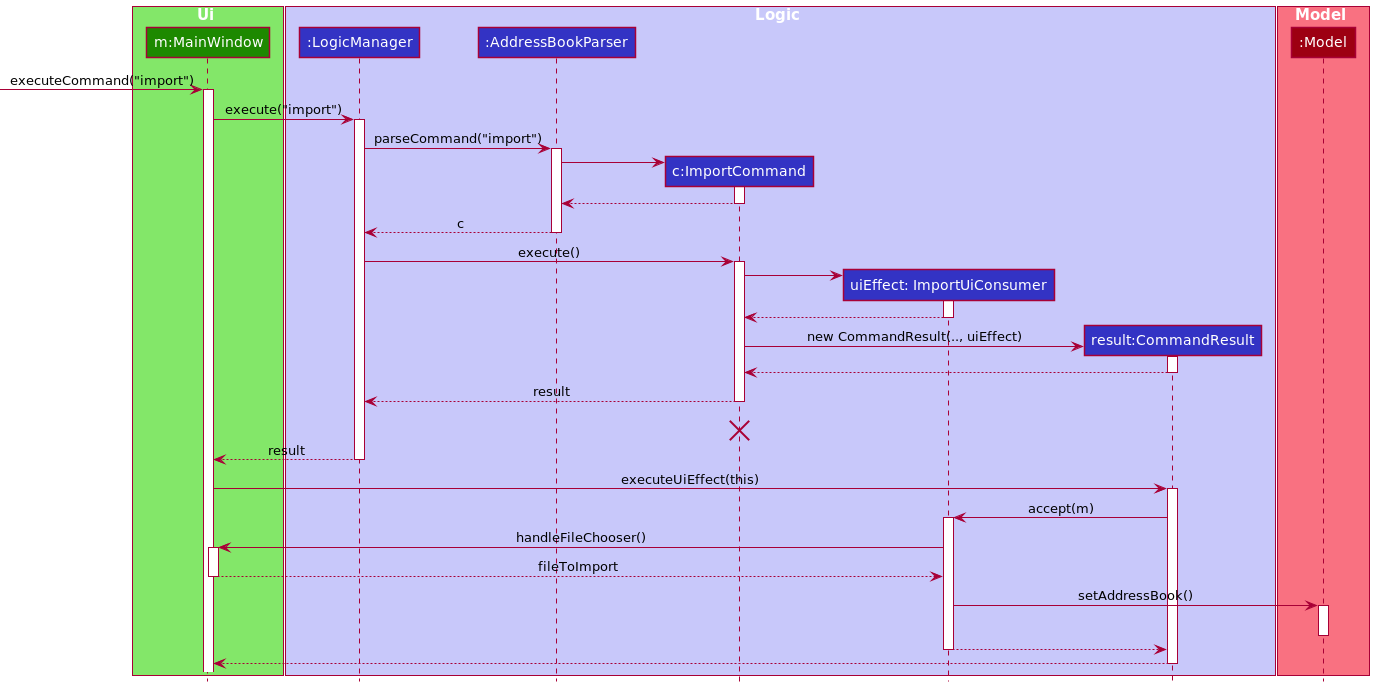 Ui
Logic
Model
m:MainWindow
:LogicManager
:AddressBookParser
:Model
executeCommand("import")
execute("import")
parseCommand("import")
c:ImportCommand
c
execute()
uiEffect: ImportUiConsumer
new CommandResult(.., uiEffect)
result:CommandResult
result
result
executeUiEffect(this)
accept(m)
handleFileChooser()
fileToImport
setAddressBook()